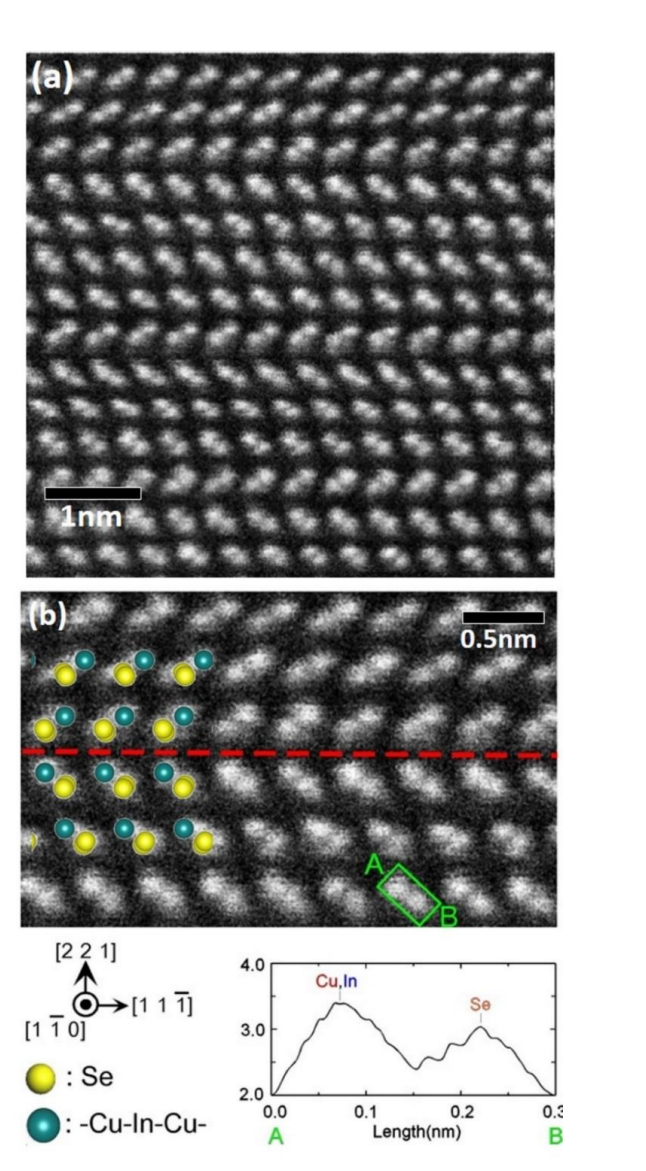 (a)
1nm
(b)
0.5nm
A
B
[2 2 1]
[1 1 1̅]
[1 1̅ 0]
: Se
: -Cu-In-Cu-
4.0
3.0
2.0
Cu,In
Se
0.0 0.1 0.2 0.3
Length(nm)
A B